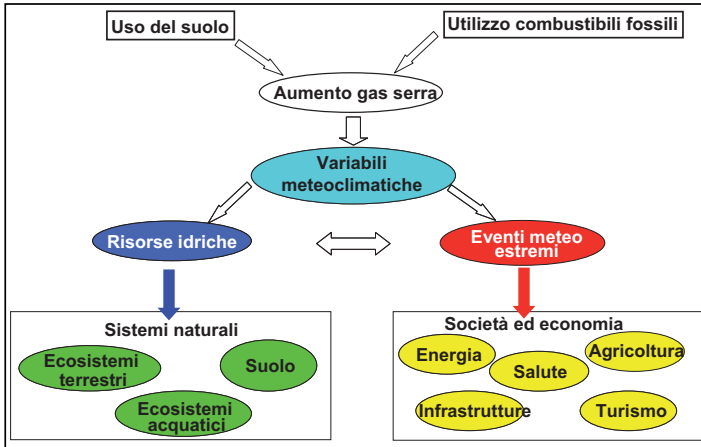 Uso del suolo
Utilizzo combustibili fossili
Aumento gas serra
Variabili
meteoclimatiche
Risorse idriche
Eventi meteo
estremi
Sistemi naturali
Ecosistemi
terrestri
Suolo
Ecosistemi
acquatici
Società ed economia
Energia
Agricoltura
Salute
Infrastrutture
Turismo